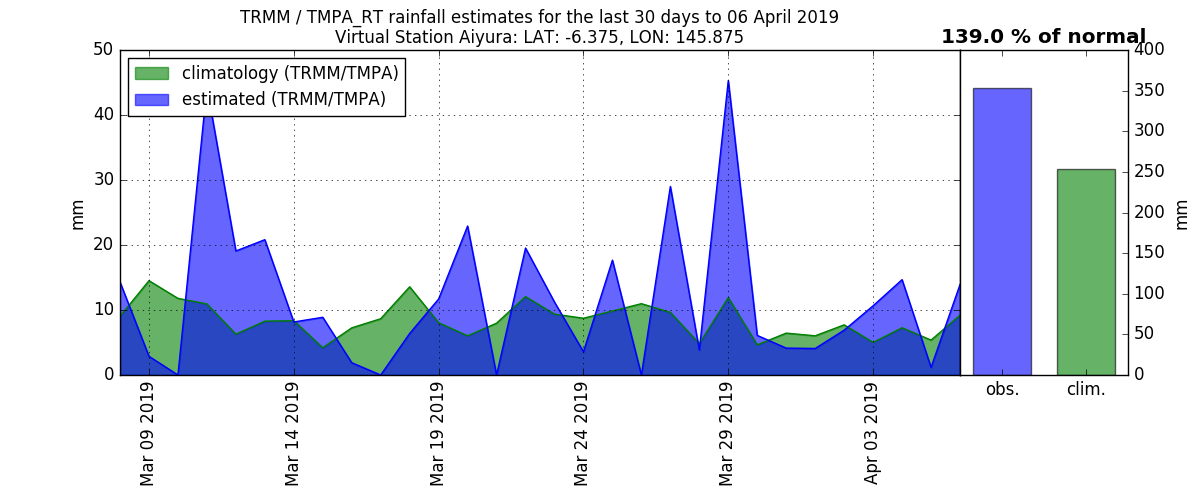 TRMM / TMPA_RT rainfall estimates for the last 30 days to 06 April 2019
Virtual Station Aiyura: LAT: -6.375, LON: 145.875
139.0 % of normal
climatology (TRMM/TMPA)
estimated (TRMM/TMPA)
50
40
30
20
10
0
mm
Mar 09 2019
Mar 14 2019
Mar 19 2019
Mar 24 2019
Mar 29 2019
Apr 03 2019
obs.
clim.
400
350
300
250
200
150
100
50
0
mm